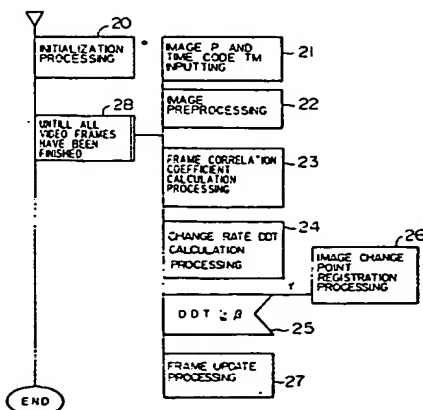 20
INITIALIZATION
PROCESSING
21
IMAGE P AND
TIME CODE TM
INPUTTING
28
UNTILL ALL
VIDEO FRAMES
HAVE BEEN
FINISHED
22
IMAGE
PREPROCESSING
23
FRAME CORRELATION
COEFFICIENT
CALCULATION
PROCESSING
24
CHANGE RATE DDT
CALCULATION
PROCESSING
26
IMAGE CHANGE
POINT
REGISTRATION
PROCESSING
Y
DDT ≧ β
25
FRAME UPDATE
PROCESSING
27
END